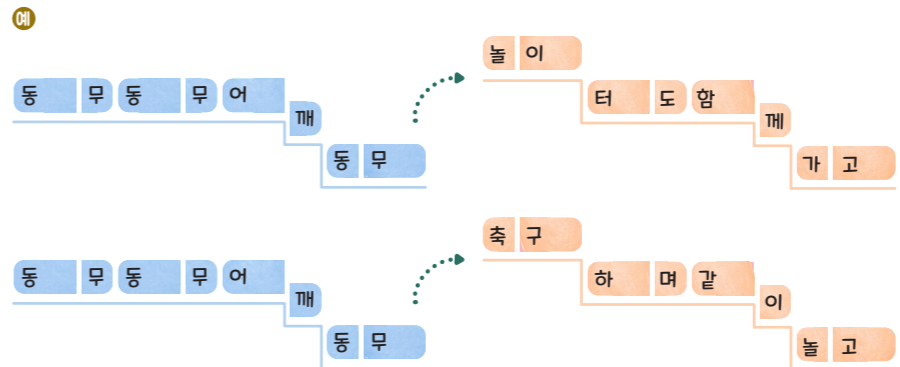 예
동 무 동 무 어 깨 동 무
놀 이 터 도 함 께 가 고
동 무 동 무 어 깨 동 무
축 구 하 며 같 이 놀 고